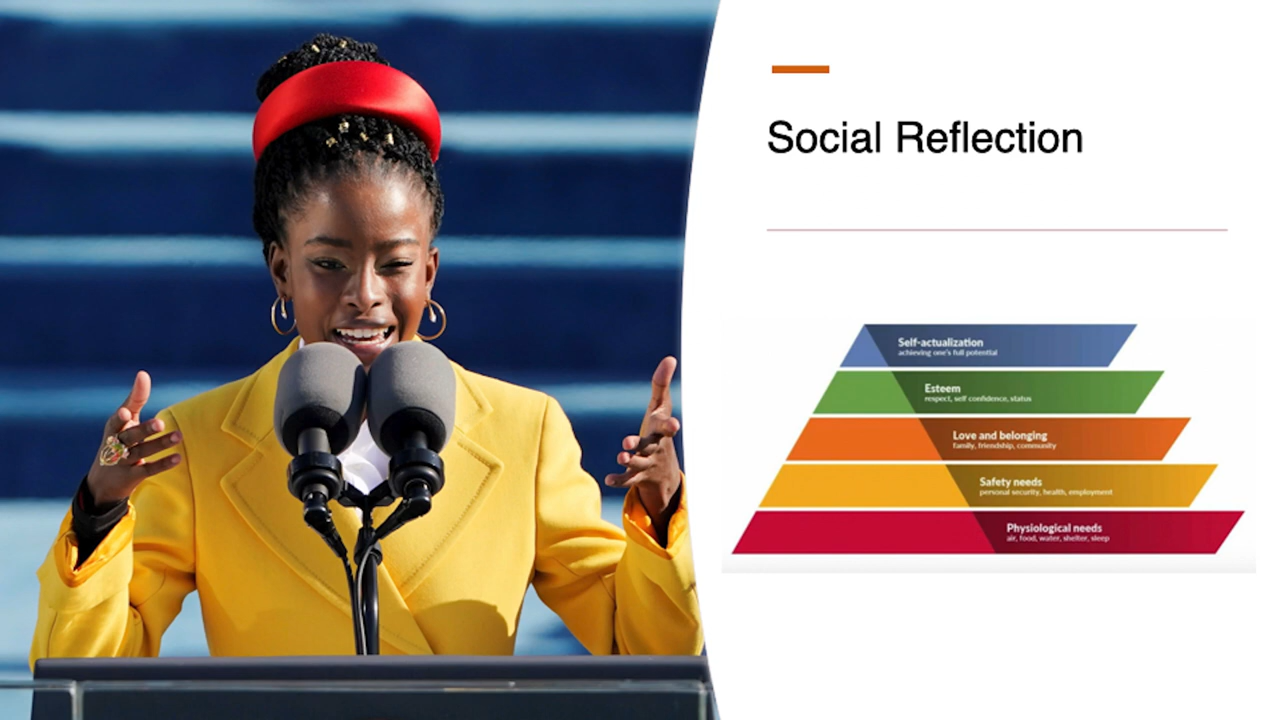 Social Reflection
Self-actualization
achieving one's full potential
Esteem
respect, self confidence, status
Love and belonging
family, friendship, community
Safety needs
personal security, health, employment
Physiological needs
air, food, water, shelter, sleep